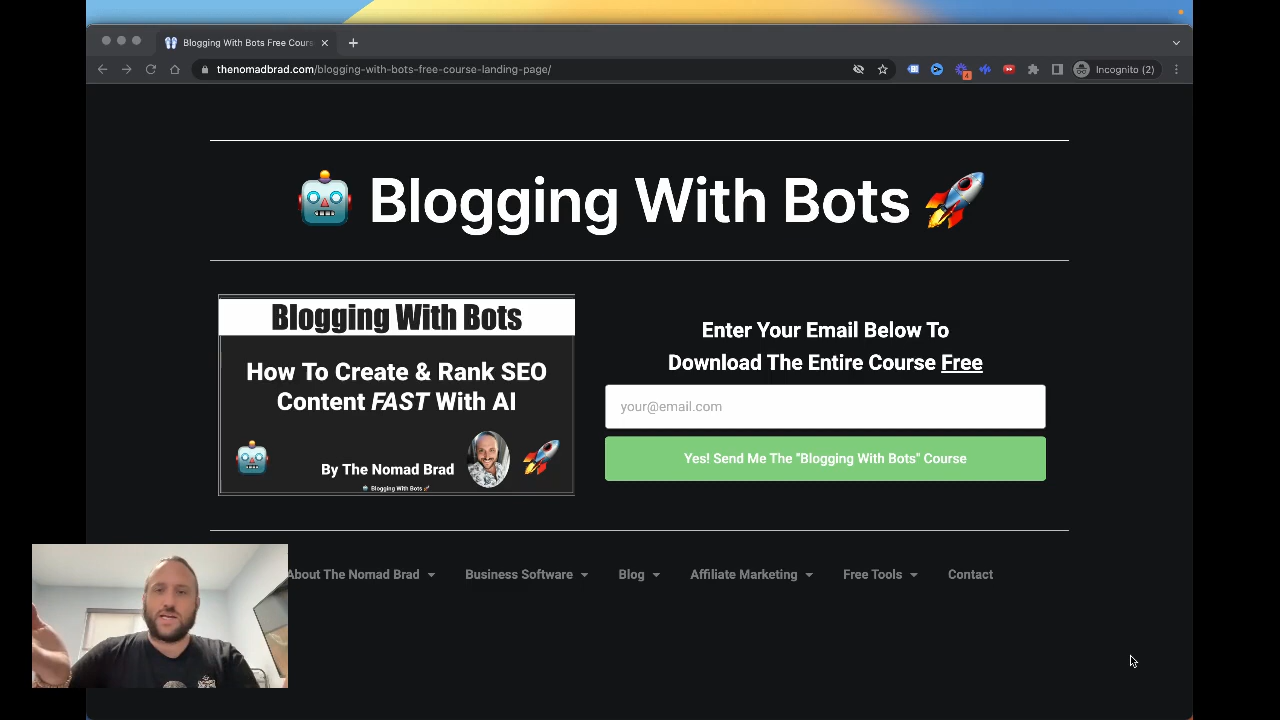 Blogging With Bots Free Cours
thenomadbrad.com/blogging-with-bots-free-course-landing-page/
4
Incognito (2)
Blogging With Bots
Blogging With Bots
How To Create & Rank SEO
Content FAST With AI
By The Nomad Brad
Blogging With Bots
Enter Your Email Below To
Download The Entire Course Free
your@email.com
Yes! Send Me The "Blogging With Bots" Course
About The Nomad Brad
Business Software
Blog
Affiliate Marketing
Free Tools
Contact